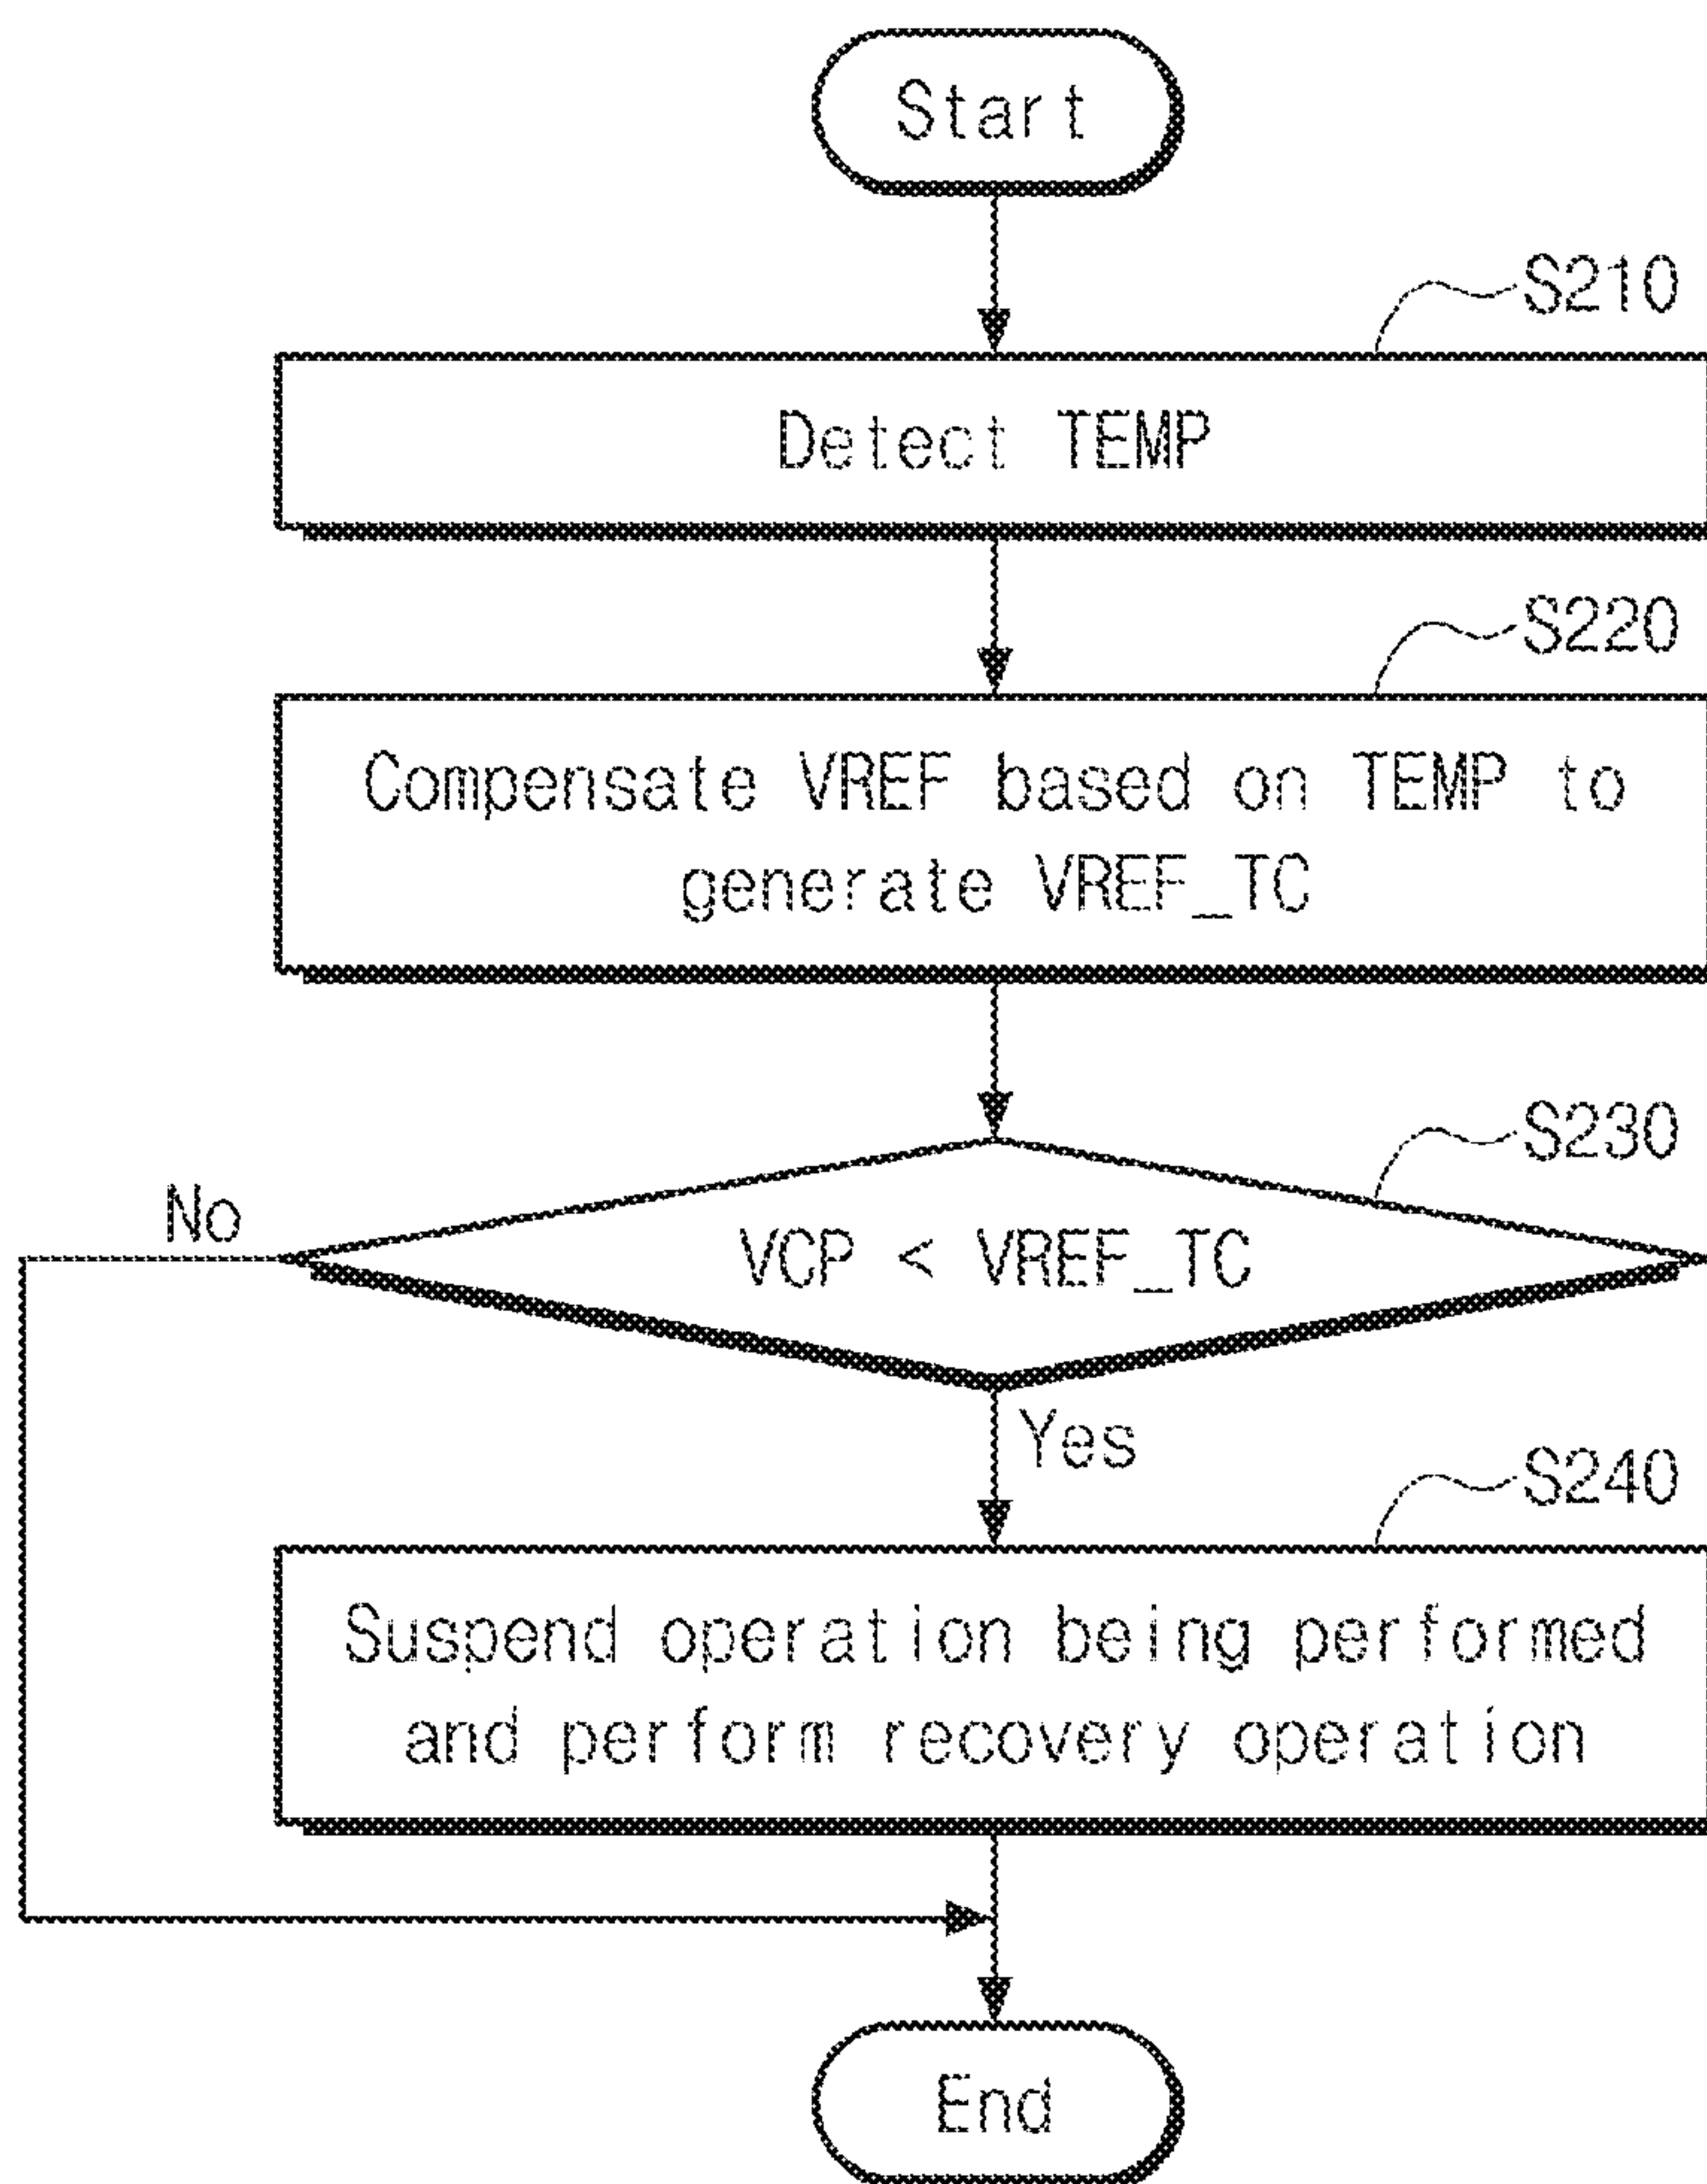 Start
S210
Detect TEMP
S220
Compensate VREF based on TEMP to
generate VREF_TC
S230
No
VCP < VREF_TC
Yes
S240
Suspend operation being performed
and perform recovery operation
End